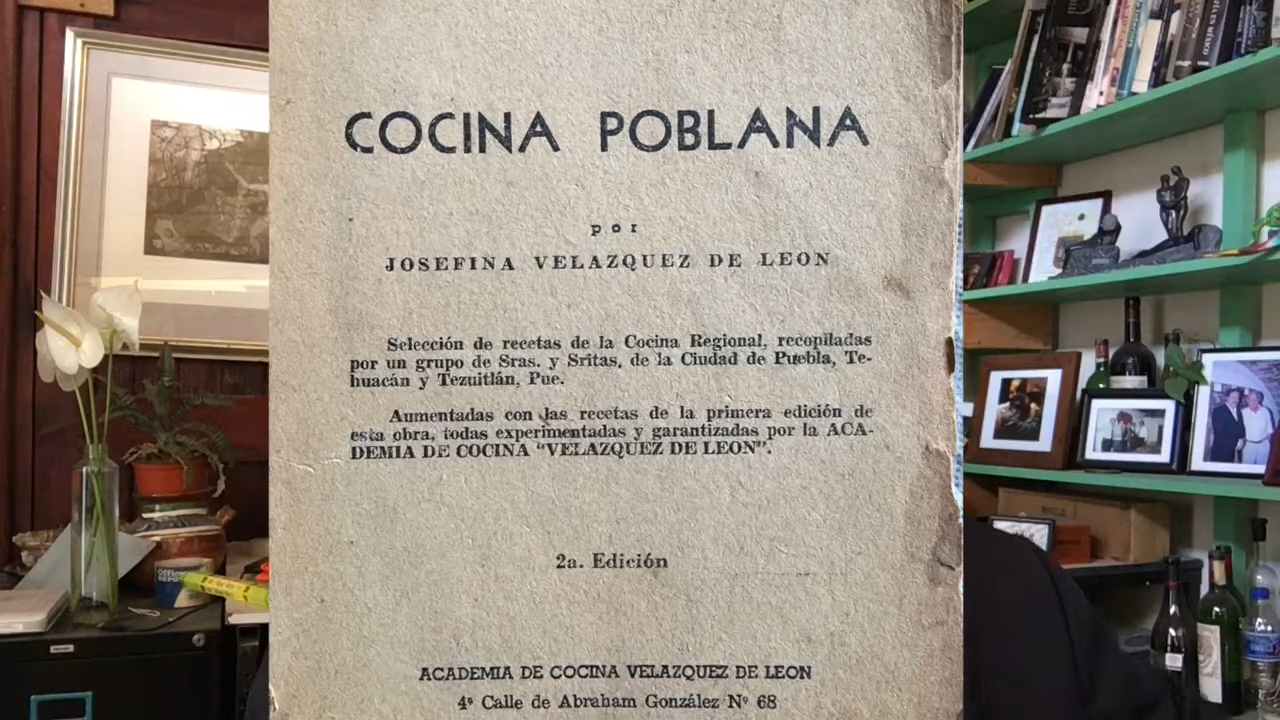 COCINA POBLANA
por
JOSEFINA VELAZQUEZ DE LEON
Selección de recetas de la Cocina Regional, recopiladas
por un grupo de Sras. y Sritas, de la Ciudad de Puebla, Te-
huacán y Tezuitlán, Pue.
Aumentadas con las recetas de la primera edición de
esta obra, todas experimentadas y garantizadas por la ACA-
DEMIA DE COCINA "VELAZQUEZ DE LEON".
2a. Edición
ACADEMIA DE COCINA VELAZQUEZ DE LEON
4ª Calle de Abraham González Nº 68
Office
DEPOT